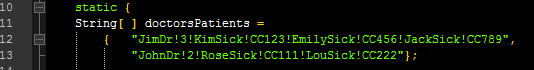 10 static {
11 String[ ] doctorsPatients =
12 { "JimDr!3!KimSick!CC123!EmilySick!CC456!JackSick!CC789",
13 "JohnDr!2!RoseSick!CC111!LouSick!CC222"};